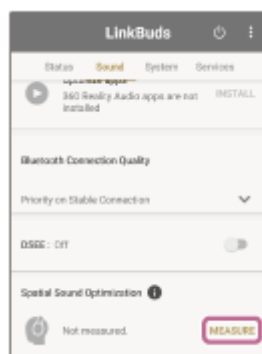 LinkBuds
Status Sound System Services
360 Reality Audio apps are not
installed
INSTALL
Bluetooth Connection Quality
Priority on Stable Connection
DSEE : Off
Spatial Sound Optimization
Not measured.
MEASURE